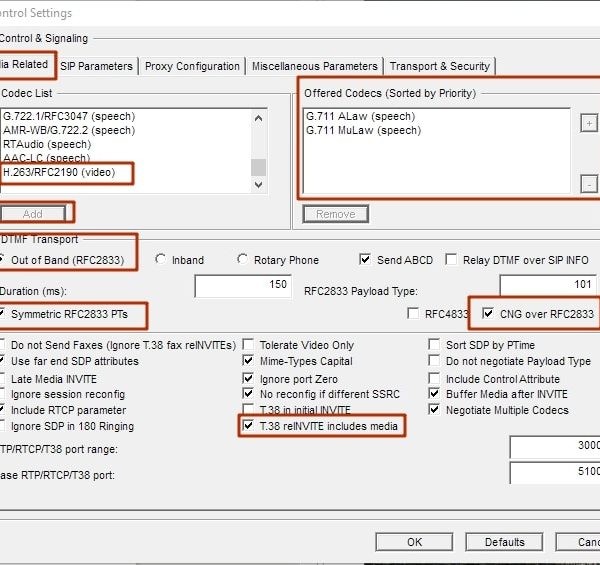 ontrol Settings
Control & Signaling
ia Related SIP Parameters Proxy Configuration Miscellaneous Parameters Transport & Security
Codec List Offered Codecs (Sorted by Priority)
G.722.1/RFC3047 (speech) G.711 ALaw (speech)
AMR-WB/G.722.2 (speech) G.711 MuLaw (speech)
RTAudio (speech)
AAC-LC (speech)
H.263/RFC2190 (video)
+
-
Add Remove
DTMF Transport
Out of Band (RFC2833) Inband Rotary Phone Send ABCD Relay DTMF over SIP INFO
Duration (ms): 150 RFC2833 Payload Type: 101
Symmetric RFC2833 PTs RFC4833 CNG over RFC2833
Do not Send Faxes (Ignore T.38 fax reINVITEs) Tolerate Video Only Sort SDP by PTime
Use far end SDP attributes Mime-Types Capital Do not negotiate Payload Type
Late Media INVITE Ignore port Zero Include Control Attribute
Ignore session reconfig No reconfig if different SSRC Buffer Media after INVITE
Include RTCP parameter T.38 in initial INVITE Negotiate Multiple Codecs
Ignore SDP in 180 Ringing T.38 reINVITE includes media
TP/RTCP/T38 port range: 3000
ase RTP/RTCP/T38 port: 5100
OK Defaults Canc